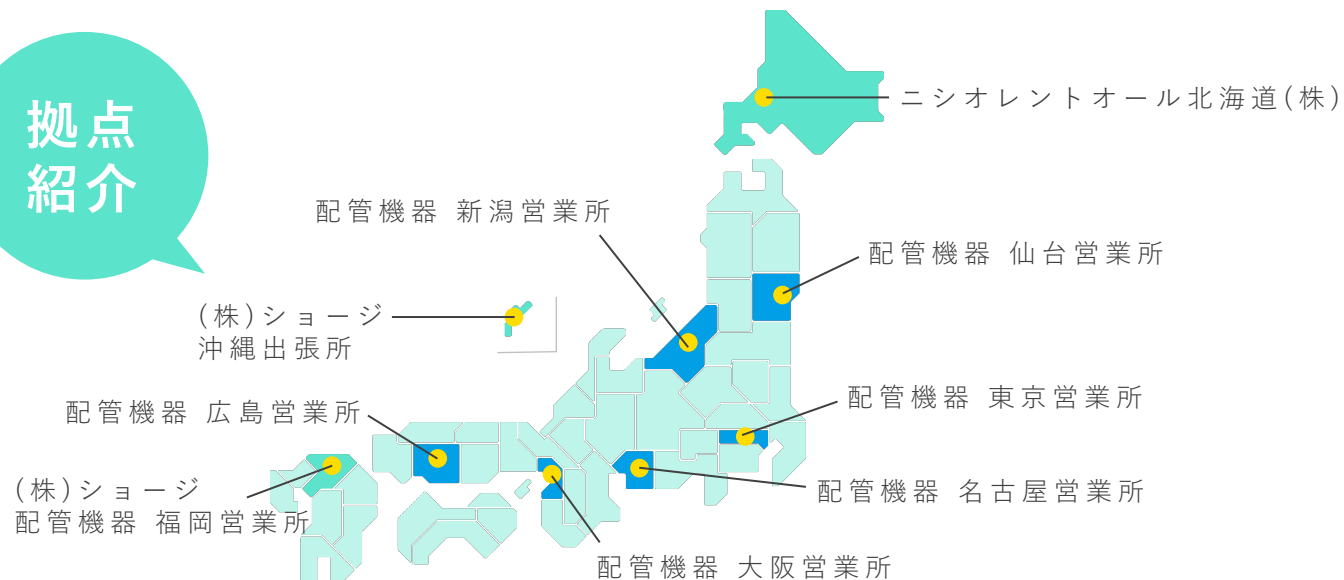 拠点
紹介
ニシオレントオール北海道(株)
配管機器 新潟営業所
配管機器 仙台営業所
(株)ショージ
沖縄出張所
配管機器 広島営業所
配管機器 東京営業所
(株)ショージ
配管機器 福岡営業所
配管機器 名古屋営業所
配管機器 大阪営業所